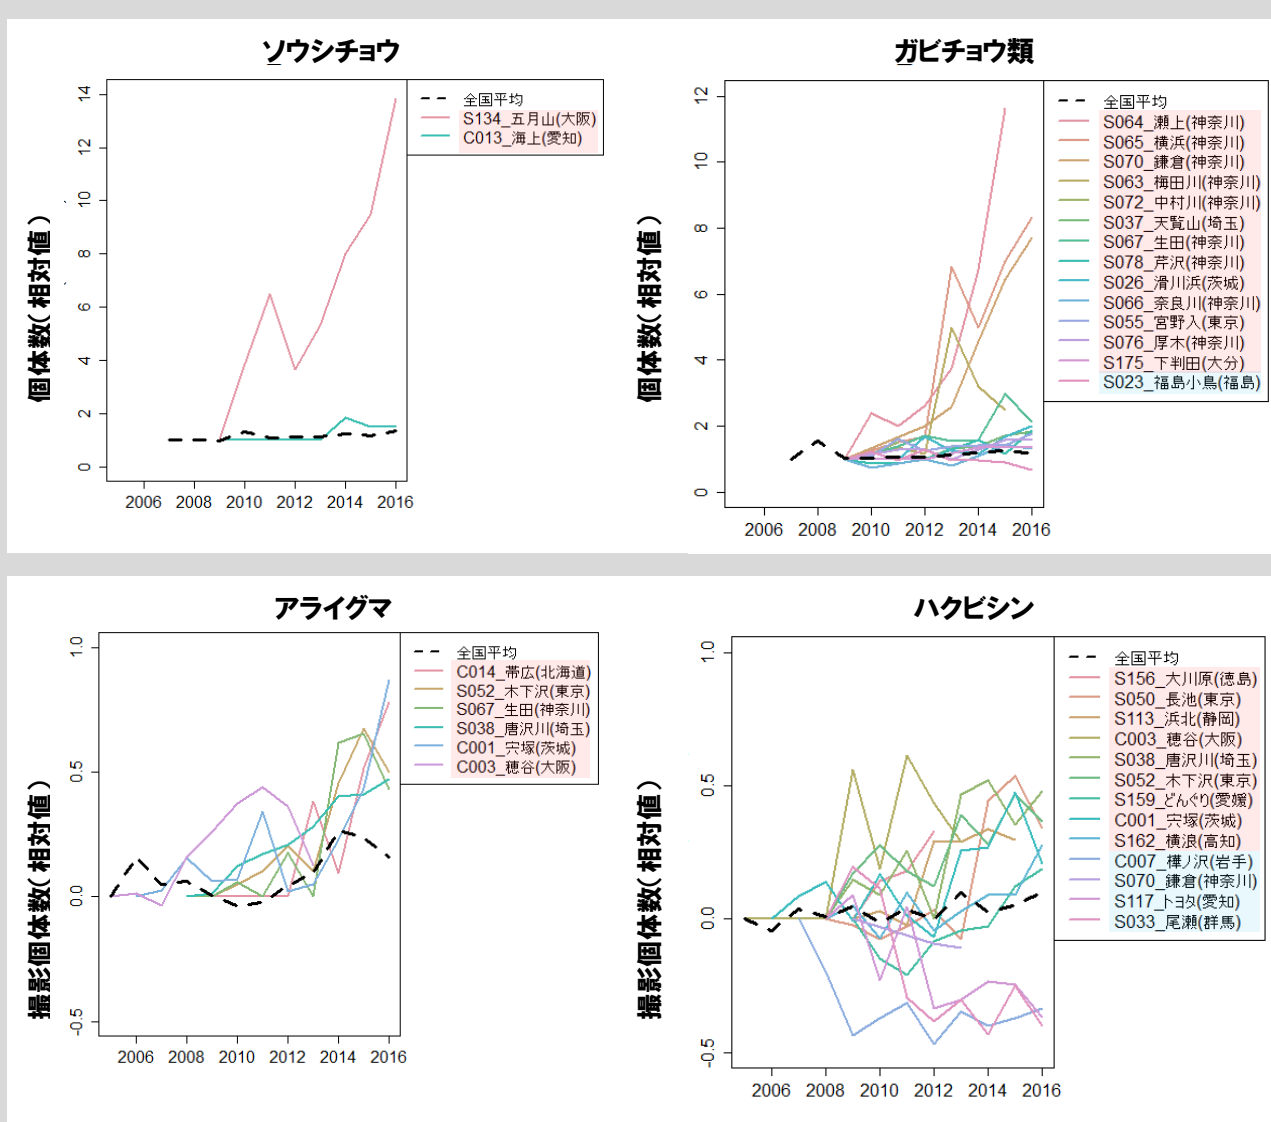 ソウシチョウ
個体数(相対値)
14
12
10
8
6
4
2
0
2006 2008 2010 2012 2014 2016
全国平均
S134_五月山(大阪)
C013_海上(愛知)
ガビチョウ類
個体数(相対値)
12
10
8
6
4
2
0
2006 2008 2010 2012 2014 2016
全国平均
S064_瀬上(神奈川)
S065_横浜(神奈川)
S070_鎌倉(神奈川)
S063_梅田川(神奈川)
S072_中村川(神奈川)
S037_天覧山(埼玉)
S067_生田(神奈川)
S078_芹沢(神奈川)
S026_滑川浜(茨城)
S066_奈良川(神奈川)
S055_宮野入(東京)
S076_厚木(神奈川)
S175_下判田(大分)
S023_福島小鳥(福島)
アライグマ
撮影個体数(相対値)
1.0
0.5
0.0
-0.5
2006 2008 2010 2012 2014 2016
全国平均
C014_帯広(北海道)
S052_木下沢(東京)
S067_生田(神奈川)
S038_唐沢川(埼玉)
C001_宍塚(茨城)
C003_穂谷(大阪)
ハクビシン
撮影個体数(相対値)
1.0
0.5
0.0
-0.5
2006 2008 2010 2012 2014 2016
全国平均
S156_大川原(徳島)
S050_長池(東京)
S113_浜北(静岡)
C003_穂谷(大阪)
S038_唐沢川(埼玉)
S052_木下沢(東京)
S159_どんぐり(愛媛)
C001_宍塚(茨城)
S162_横浪(高知)
C007_樺ノ沢(岩手)
S070_鎌倉(神奈川)
S117_トヨタ(愛知)
S033_尾瀬(群馬)